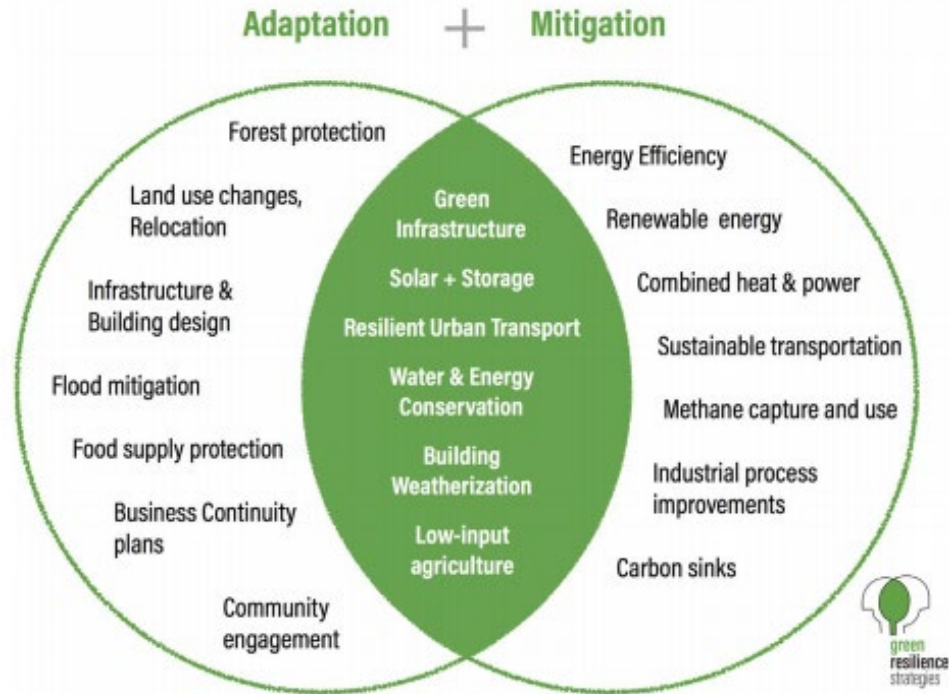 Adaptation + Mitigation
Forest protection
Land use changes,
Relocation
Infrastructure &
Building design
Flood mitigation
Food supply protection
Business Continuity
plans
Community
engagement
Green
Infrastructure
Solar + Storage
Resilient Urban Transport
Water & Energy
Conservation
Building
Weatherization
Low-input
agriculture
Energy Efficiency
Renewable energy
Combined heat & power
Sustainable transportation
Methane capture and use
Industrial process
improvements
Carbon sinks
green
resilience
strategies